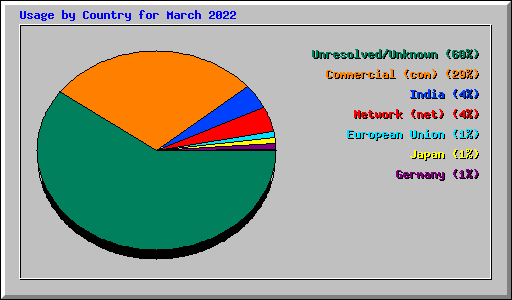 Usage by Country for March 2022
Unresolved/Unknown (60%)
Commercial (com) (29%)
India (4%)
Network (net) (4%)
European Union (1%)
Japan (1%)
Germany (1%)